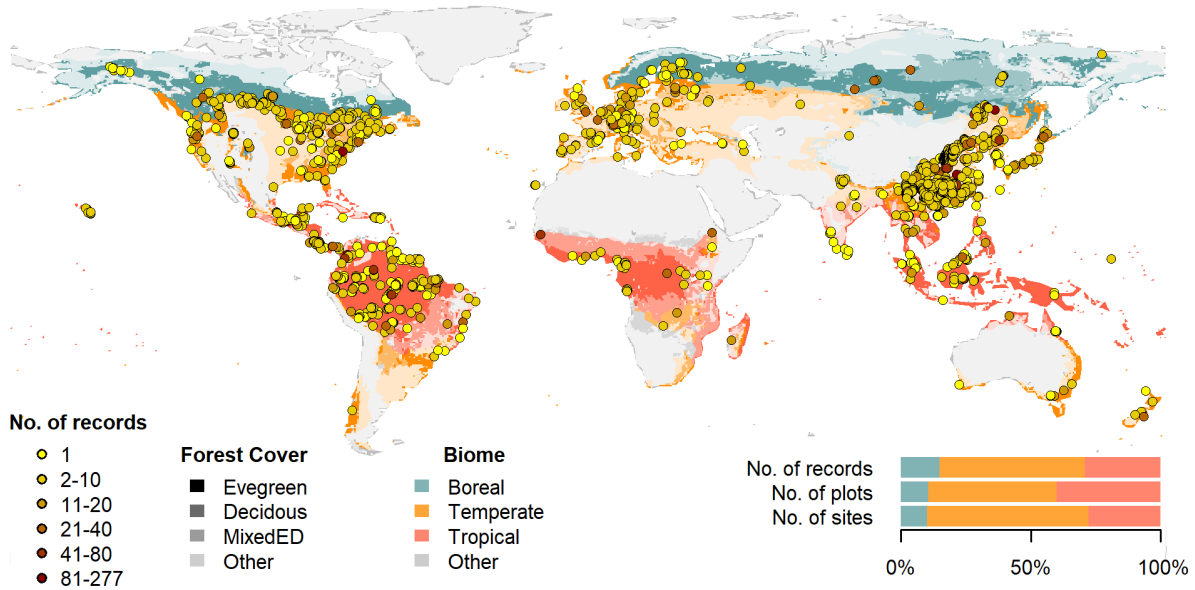 No. of records
1
2-10
11-20
21-40
41-80
81-277
Forest Cover
Evegreen
Decidous
MixedED
Other
Biome
Boreal
Temperate
Tropical
Other
No. of records
No. of plots
No. of sites
0% 50% 100%